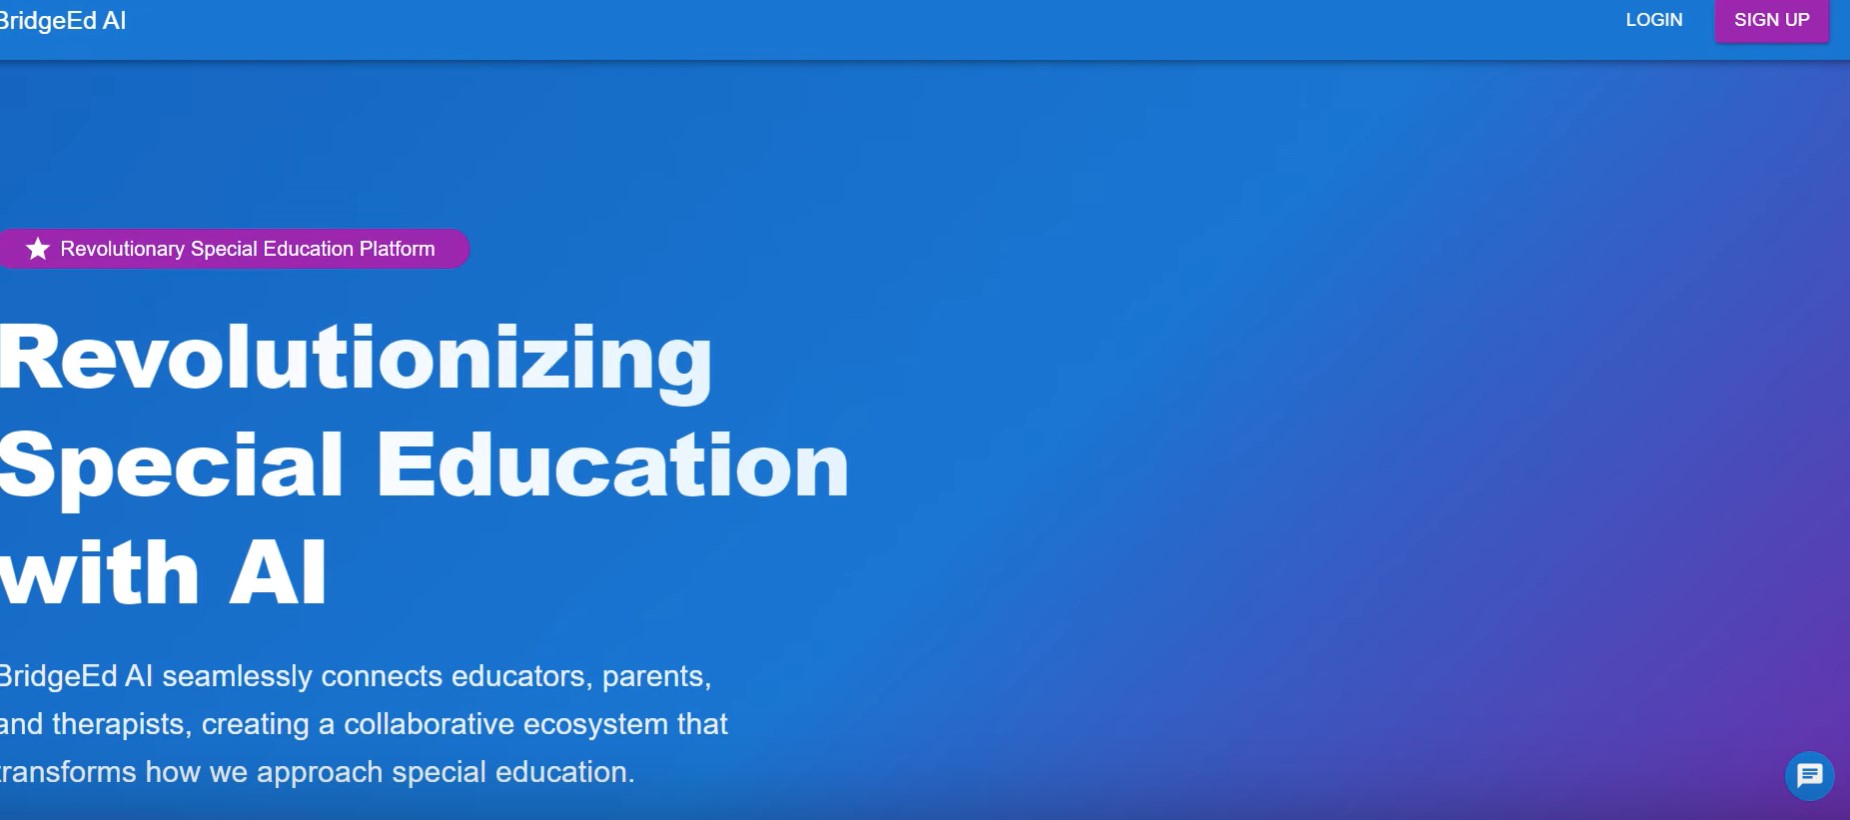 BridgeEd AI
LOGIN
SIGN UP
Revolutionary Special Education Platform
Revolutionizing
Special Education
with AI
BridgeEd AI seamlessly connects educators, parents,
and therapists, creating a collaborative ecosystem that
transforms how we approach special education.